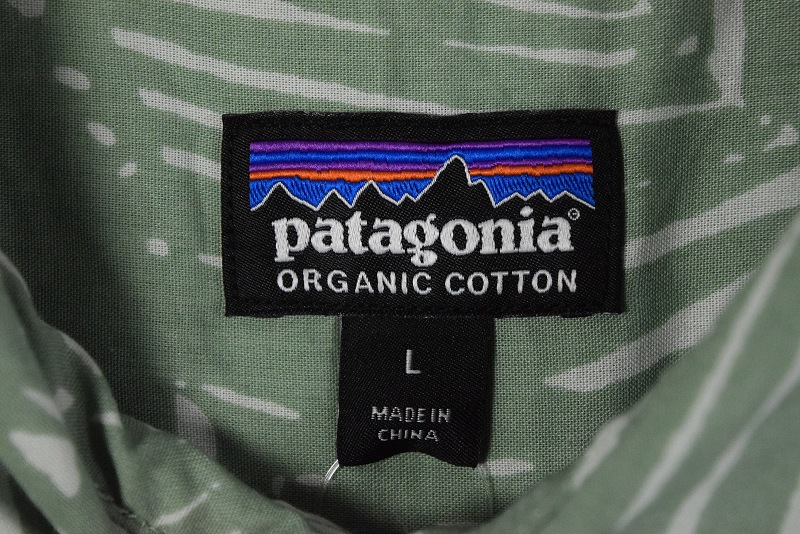 patagonia®
ORGANIC COTTON
L
MADE IN
CHINA